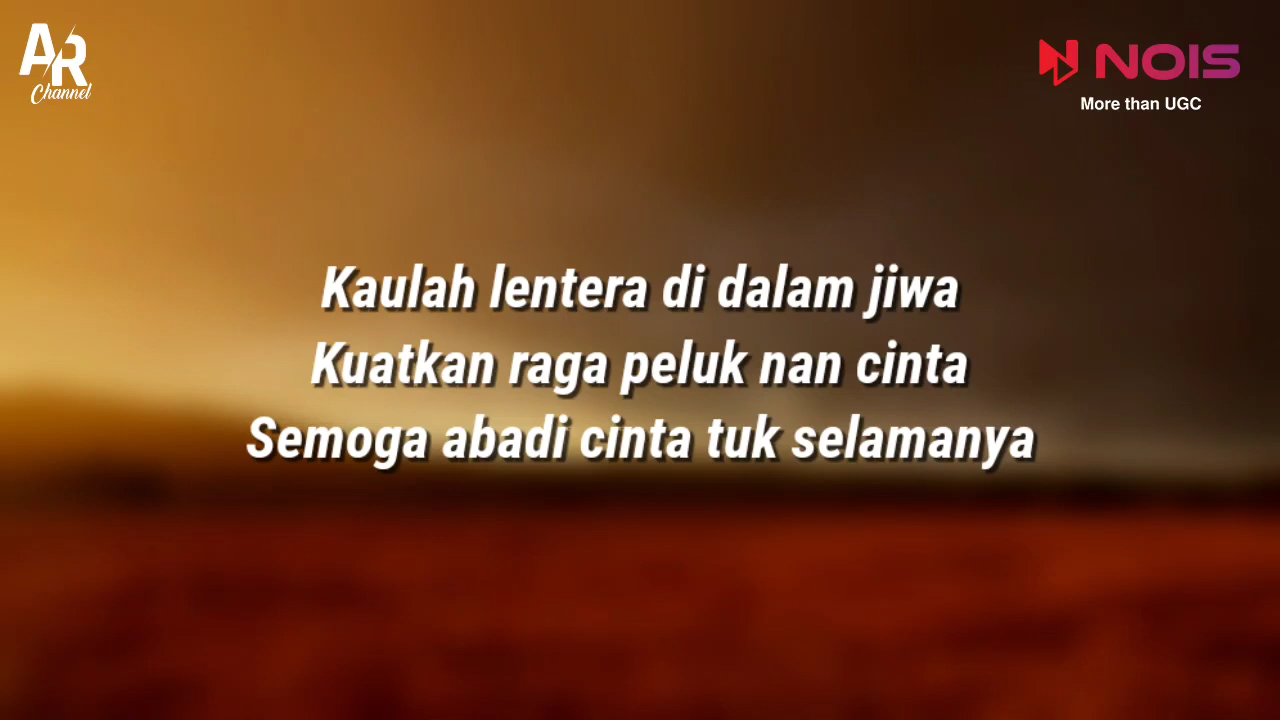 AR
Channel
NOIS
More than UGC
Kaulah lentera di dalam jiwa
Kuatkan raga peluk nan cinta
Semoga abadi cinta tuk selamanya